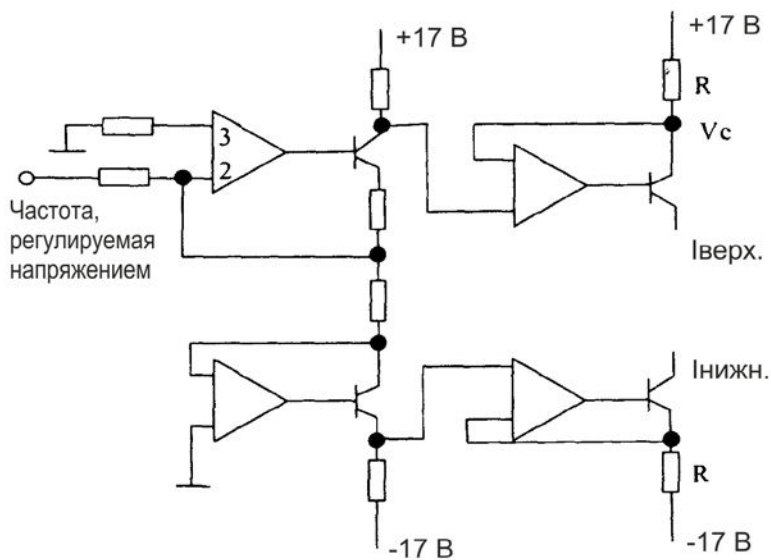 +17 В
+17 В
R
Vc
3
2
Частота,
регулируемая
напряжением
Iверх.
Iнижн.
R
-17 В
-17 В